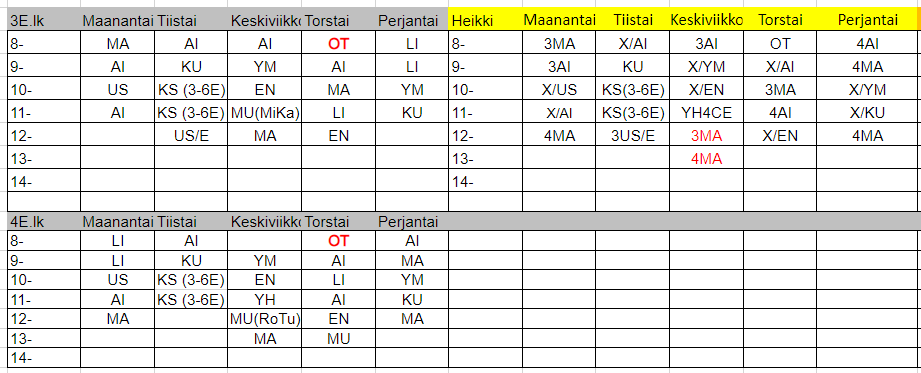 3E.lk Maanantai Tiistai Keskiviikko Torstai Perjantai Heikki Maanantai Tiistai Keskiviikko Torstai Perjantai
8- MA AI AI OT LI 8- 3MA X/AI 3AI OT 4AI
9- AI KU YM AI LI 9- 3AI KU X/YM X/AI 4MA
10- US KS (3-6E) EN MA YM 10- X/US KS(3-6E) X/EN 3MA X/YM
11- AI KS (3-6E) MU(MiKa) LI KU 11- X/AI KS(3-6E) YH4CE 4AI X/KU
12- US/E MA EN 12- 4MA 3US/E 3MA X/EN 4MA
13- 13- 4MA
14- 14-
4E.lk Maanantai Tiistai Keskiviikko Torstai Perjantai
8- LI AI OT AI
9- LI KU YM AI MA
10- US KS (3-6E) EN LI YM
11- AI KS (3-6E) YH AI KU
12- MA MU(RoTu) EN MA
13- MA MU
14-